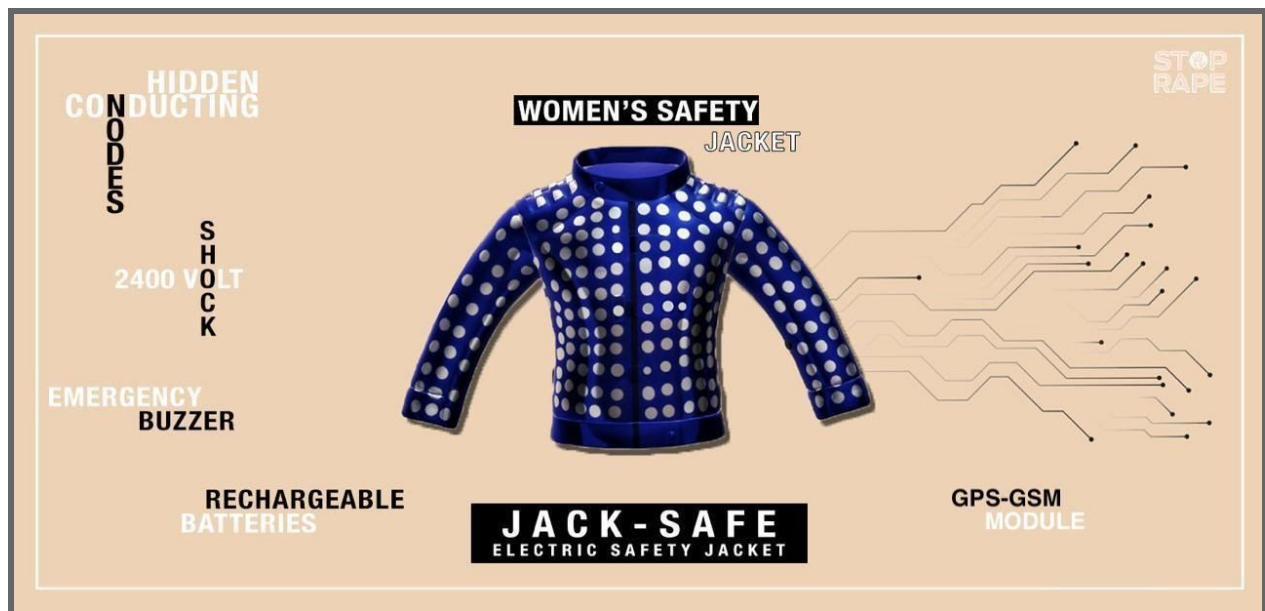 HIDDEN
CONDUCTING
NODES
SHOCK
2400 VOLT
EMERGENCY
BUZZER
RECHARGEABLE
BATTERIES
WOMEN'S SAFETY
JACKET
JACK-SAFE
ELECTRIC SAFETY JACKET
STOP
RAPE
GPS-GSM
MODULE